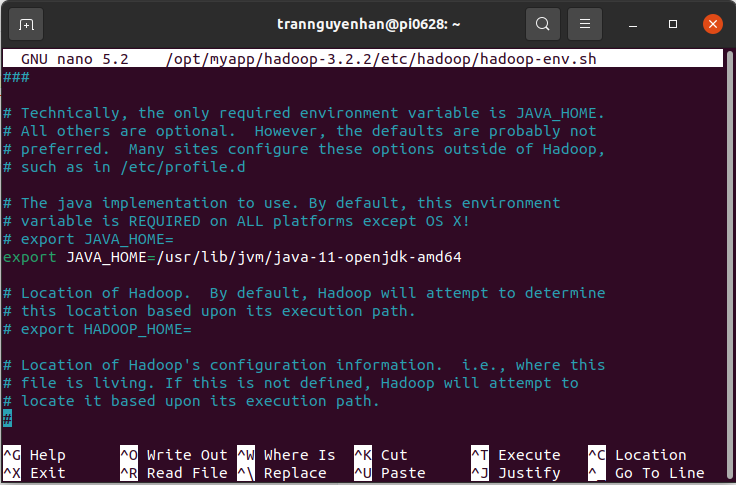 trannguyenhan@pi0628: ~
GNU nano 5.2    /opt/myapp/hadoop-3.2.2/etc/hadoop/hadoop-env.sh
###
# Technically, the only required environment variable is JAVA_HOME.
# All others are optional.  However, the defaults are probably not
# preferred.  Many sites configure these options outside of Hadoop,
# such as in /etc/profile.d
# The java implementation to use. By default, this environment
# variable is REQUIRED on ALL platforms except OS X!
# export JAVA_HOME=
export JAVA_HOME=/usr/lib/jvm/java-11-openjdk-amd64
# Location of Hadoop.  By default, Hadoop will attempt to determine
# this location based upon its execution path.
# export HADOOP_HOME=
# Location of Hadoop's configuration information.  i.e., where this
# file is living. If this is not defined, Hadoop will attempt to
# locate it based upon its execution path.
#
^G Help      ^O Write Out ^W Where Is  ^K Cut       ^T Execute   ^C Location
^X Exit      ^R Read File ^\ Replace   ^U Paste     ^J Justify   ^_ Go To Line